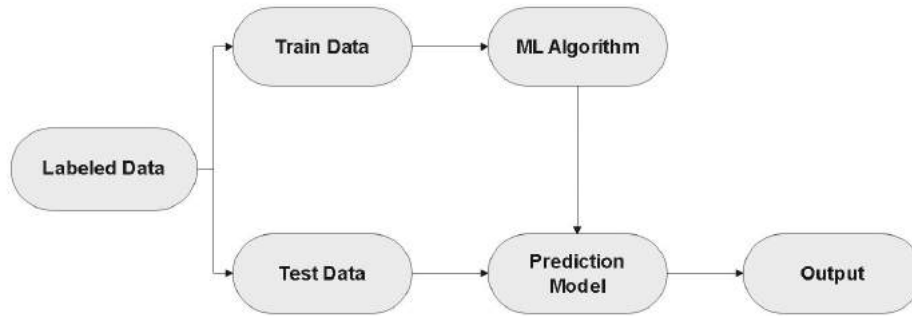 Train Data
ML Algorithm
Labeled Data
Test Data
Prediction
Model
Output